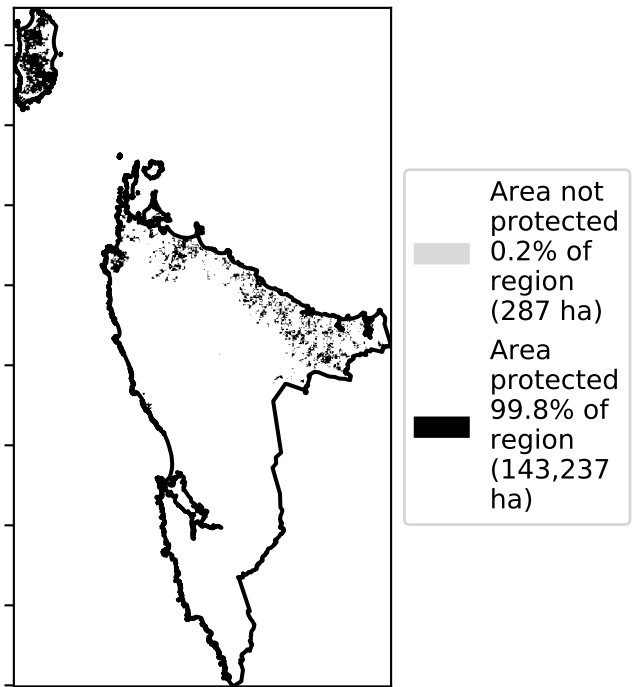 Area not
protected
0.2% of
region
(287 ha)
Area
protected
99.8% of
region
(143,237
ha)